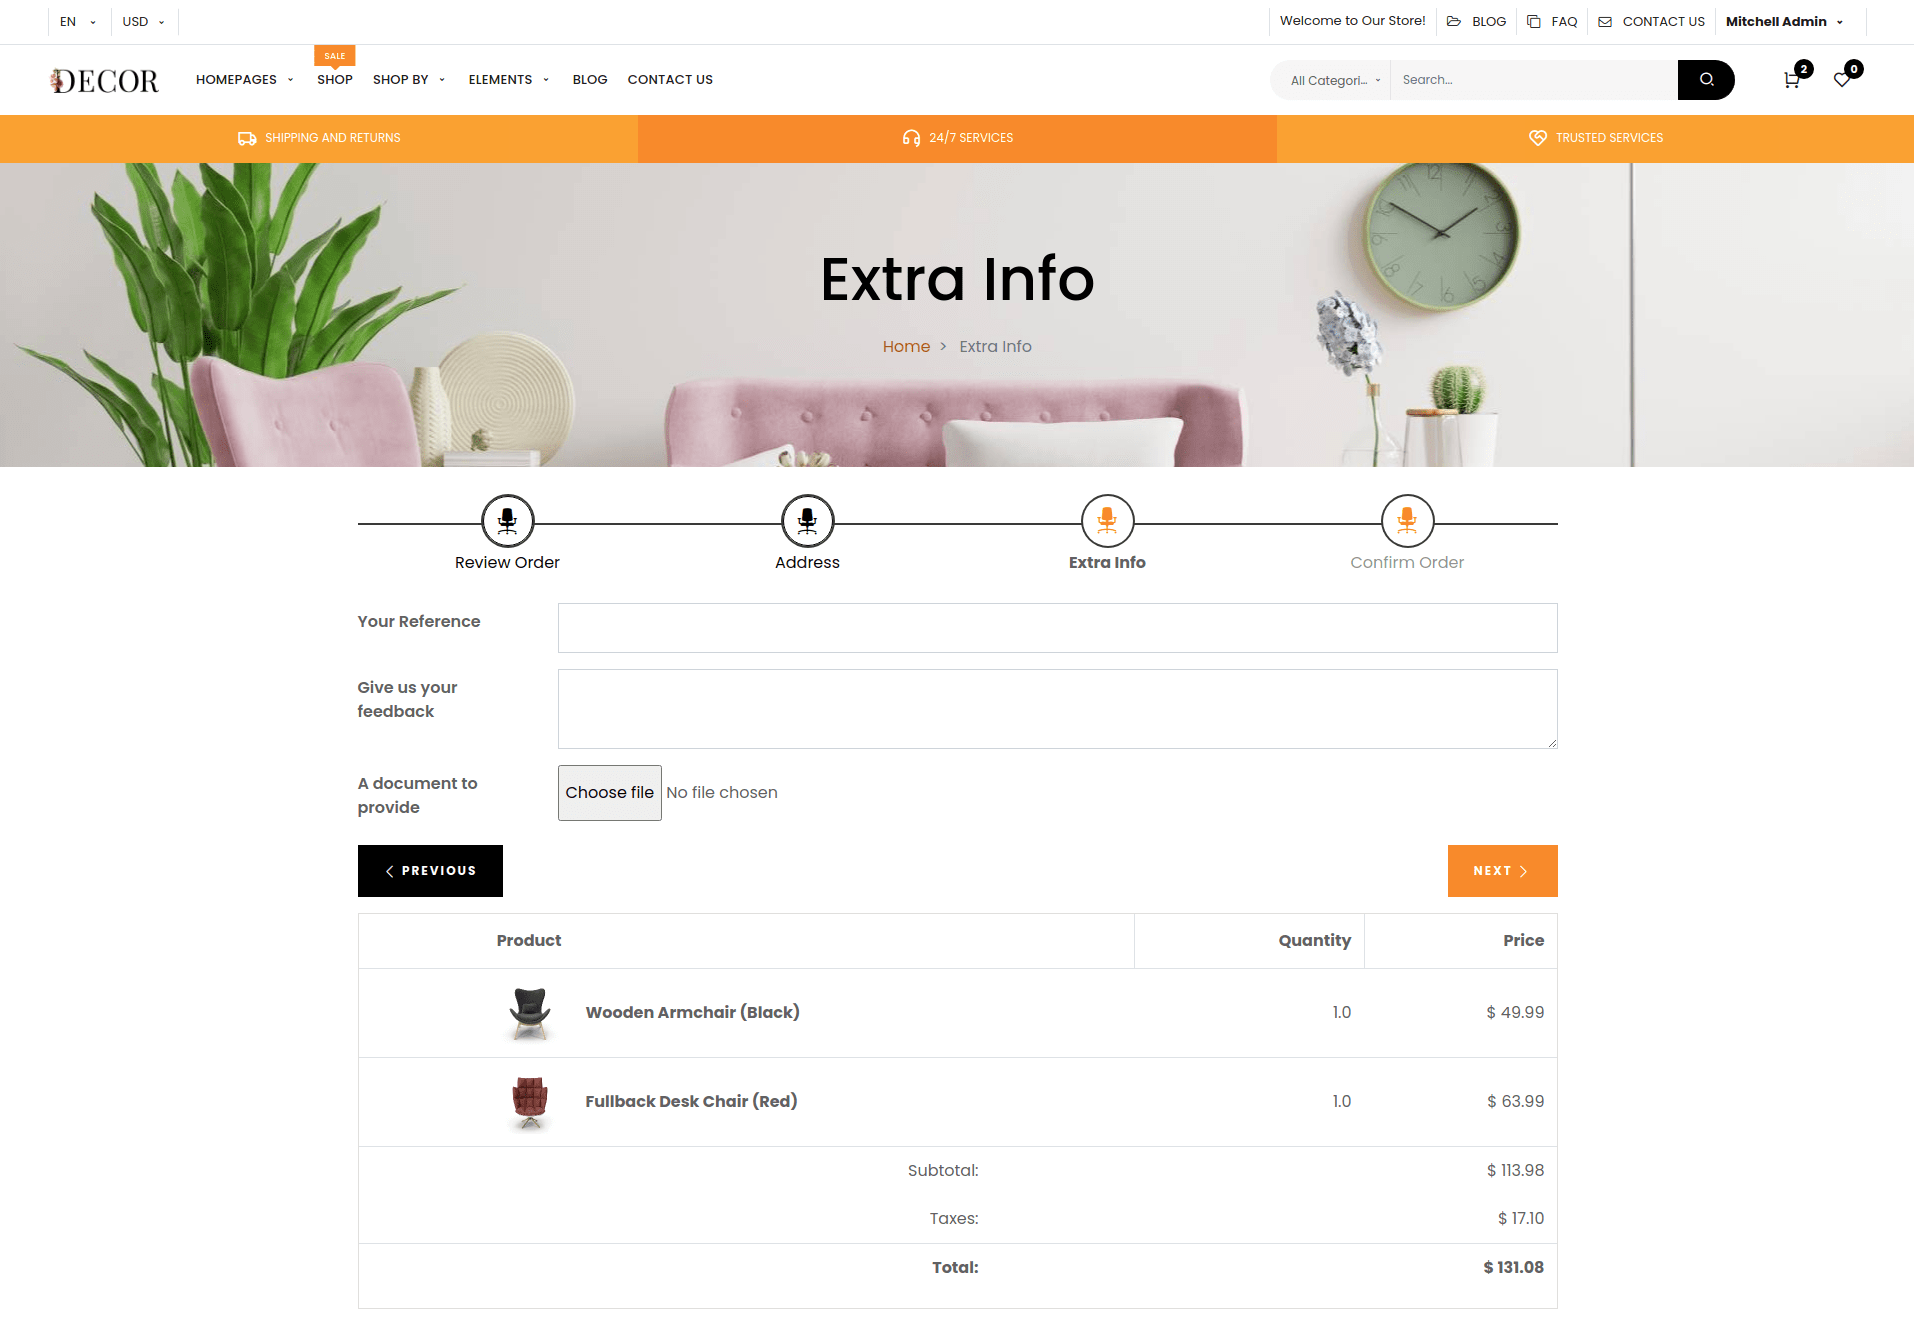 EN USD Welcome to Our Store! BLOG FAQ CONTACT US Mitchell Admin
SALE
DECOR HOMEPAGES SHOP SHOP BY ELEMENTS BLOG CONTACT US All Categori... Search... 2 0
SHIPPING AND RETURNS 24/7 SERVICES TRUSTED SERVICES
Extra Info
Home > Extra Info
Review Order Address Extra Info Confirm Order
Your Reference
Give us your
feedback
A document to
provide
Choose file No file chosen
PREVIOUS NEXT
Product Quantity Price
Wooden Armchair (Black) 1.0 $ 49.99
Fullback Desk Chair (Red) 1.0 $ 63.99
Subtotal: $ 113.98
Taxes: $ 17.10
Total: $ 131.08